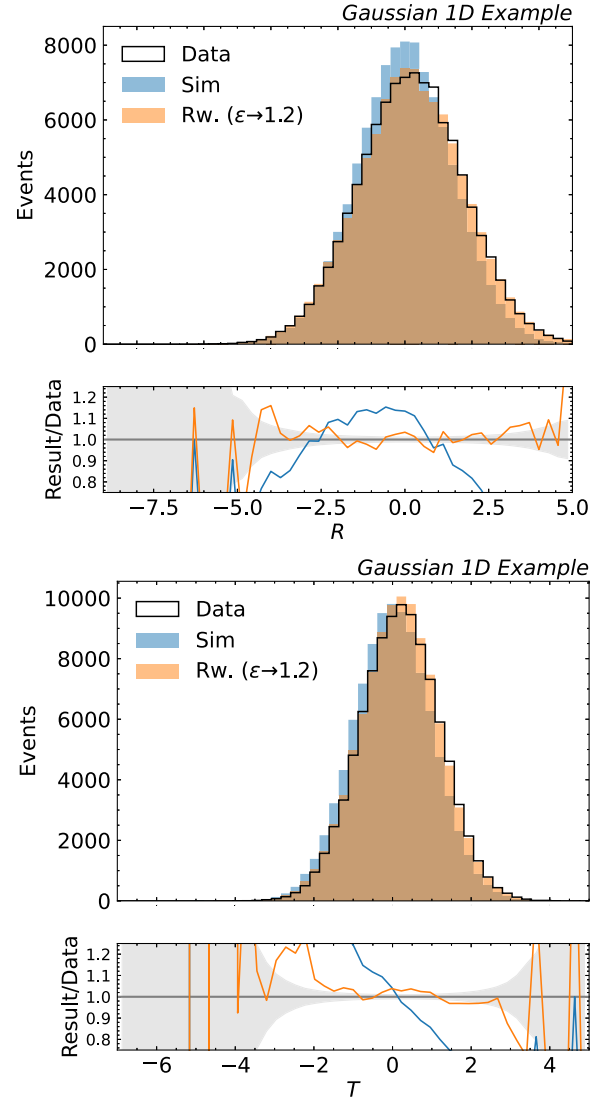 Gaussian 1D Example
8000
6000
4000
2000
0
Events
Data
Sim
Rw. (ε→1.2)
1.2
1.1
1.0
0.9
0.8
Result/Data
−7.5 −5.0 −2.5 0.0 2.5 5.0
R
Gaussian 1D Example
10000
8000
6000
4000
2000
0
Events
Data
Sim
Rw. (ε→1.2)
1.2
1.1
1.0
0.9
0.8
Result/Data
−6 −4 −2 0 2 4
T